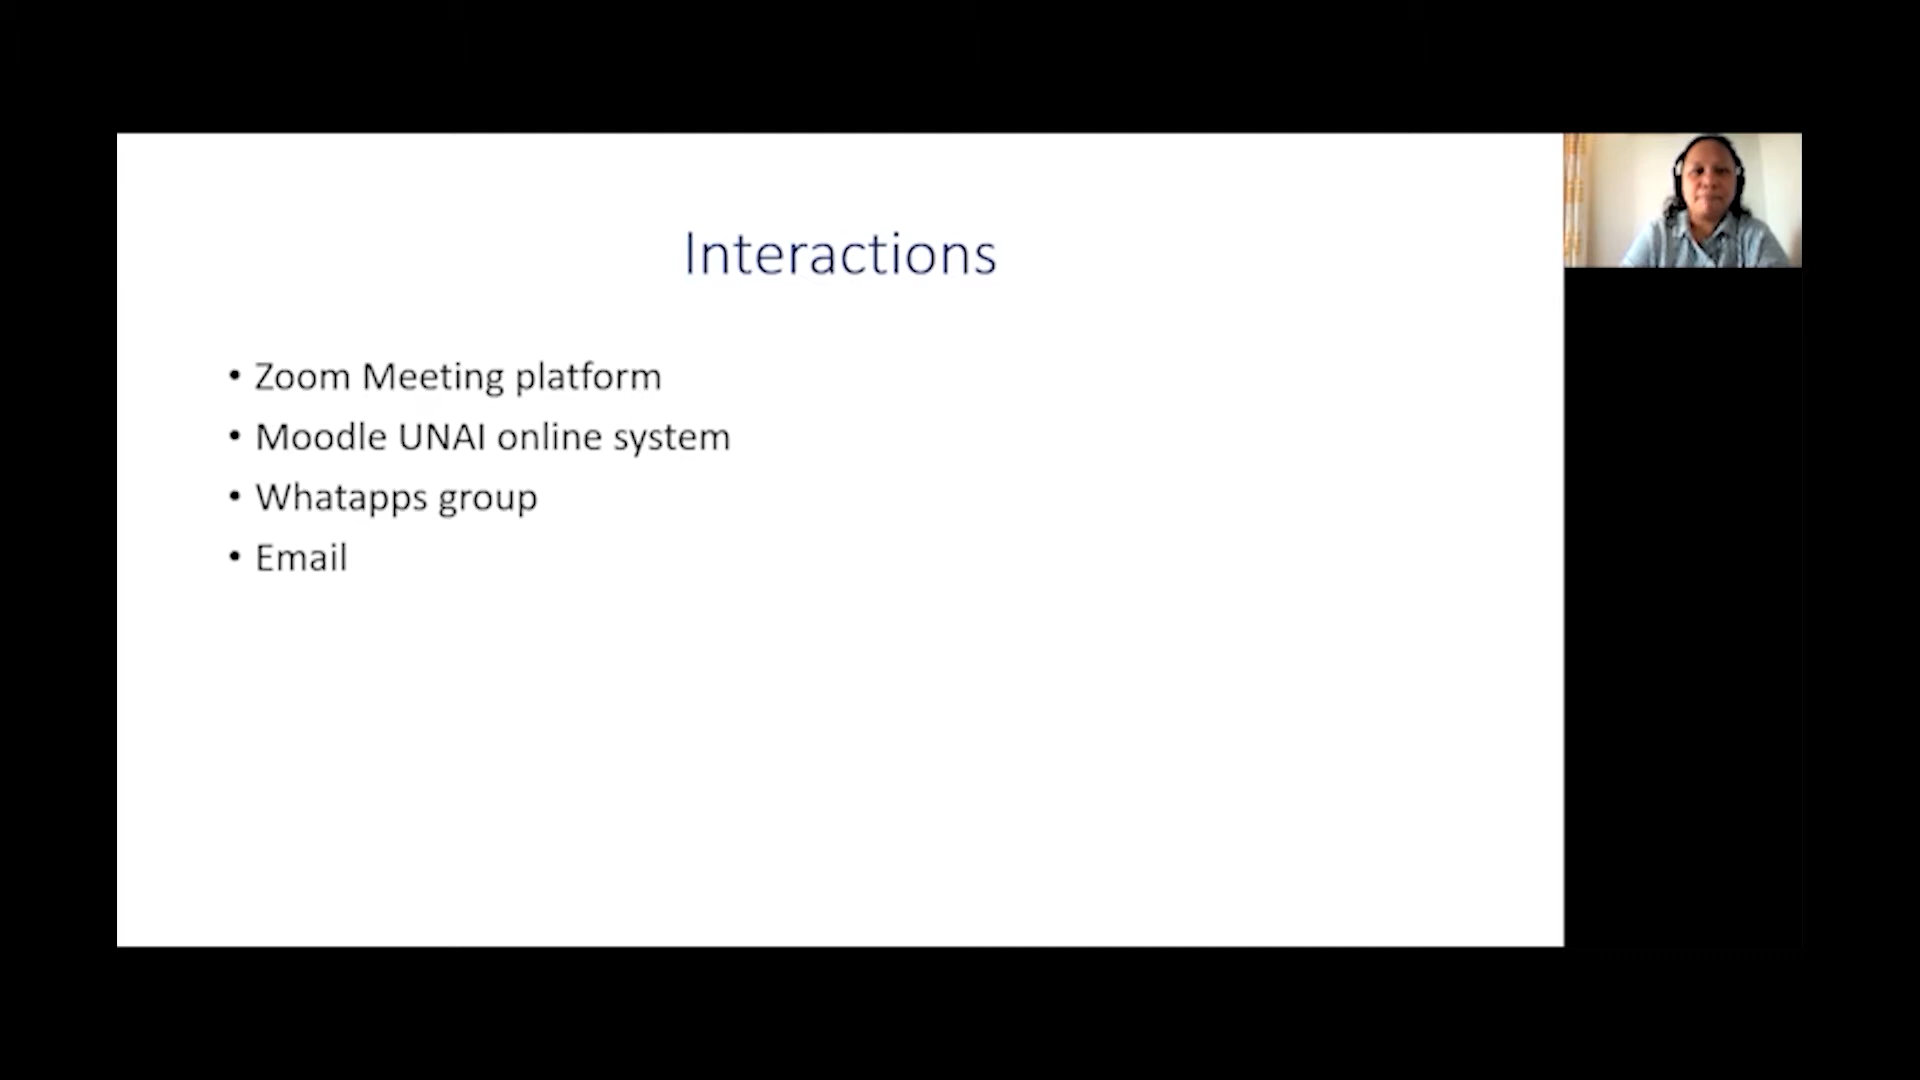 Interactions
• Zoom Meeting platform
• Moodle UNAI online system
• Whatapps group
• Email